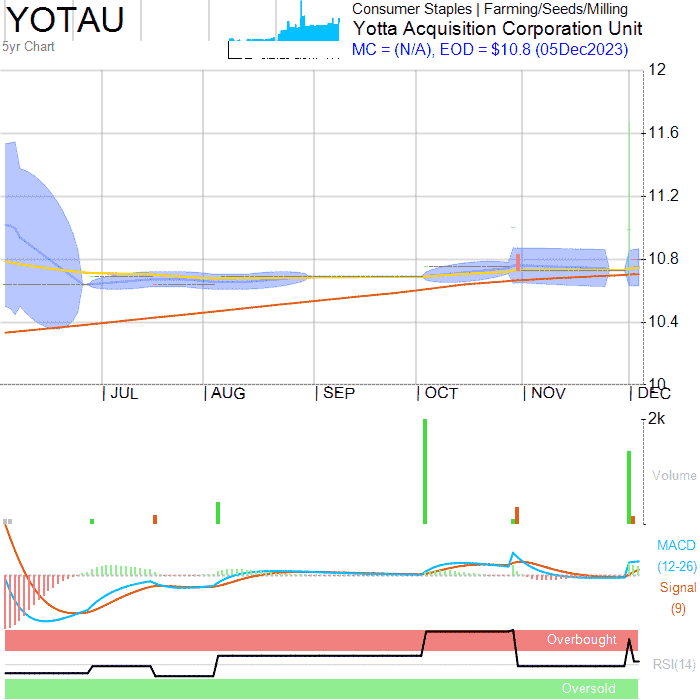 YOTAU
5yr Chart
Consumer Staples | Farming/Seeds/Milling
Yotta Acquisition Corporation Unit
MC = (N/A), EOD = $10.8 (05Dec2023)
12
11.6
11.2
10.8
10.4
10
JUL AUG SEP OCT NOV DEC
2k
Volume
MACD
(12-26)
Signal
(9)
Overbought
RSI(14)
Oversold